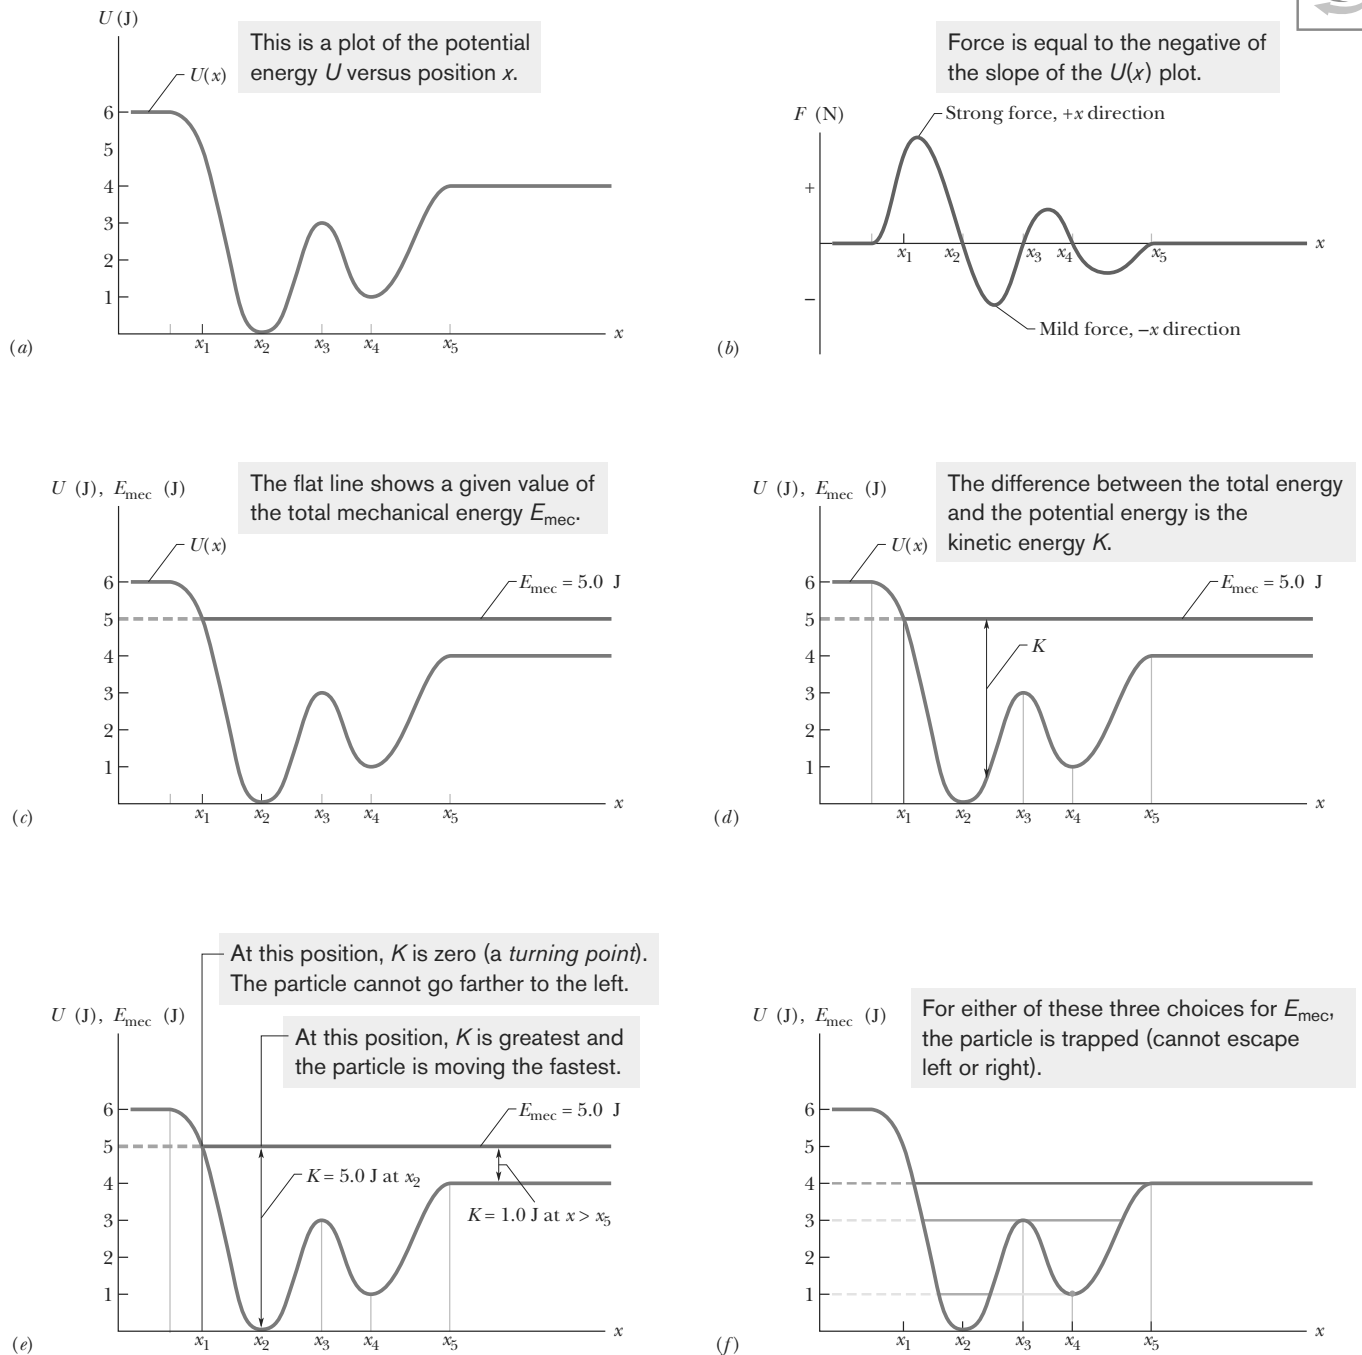 U (J)
This is a plot of the potential
energy U versus position x.
U(x)
6
5
4
3
2
1
x₁ x₂ x₃ x₄ x₅ x
(a)
Force is equal to the negative of
the slope of the U(x) plot.
F (N)
Strong force, +x direction
+
x₁ x₂ x₃ x₄ x₅ x
–
Mild force, –x direction
(b)
U (J), Emec (J)
The flat line shows a given value of
the total mechanical energy Emec.
U(x)
6
Emec = 5.0 J
5
4
3
2
1
x₁ x₂ x₃ x₄ x₅ x
(c)
U (J), Emec (J)
The difference between the total energy
and the potential energy is the
kinetic energy K.
U(x)
6
Emec = 5.0 J
5
K
4
3
2
1
x₁ x₂ x₃ x₄ x₅ x
(d)
At this position, K is zero (a turning point).
The particle cannot go farther to the left.
U (J), Emec (J)
At this position, K is greatest and
the particle is moving the fastest.
6
Emec = 5.0 J
5
K = 5.0 J at x₂
4
K = 1.0 J at x > x₅
3
2
1
x₁ x₂ x₃ x₄ x₅ x
(e)
U (J), Emec (J)
For either of these three choices for Emec,
the particle is trapped (cannot escape
left or right).
6
5
4
3
2
1
x₁ x₂ x₃ x₄ x₅ x
(f)